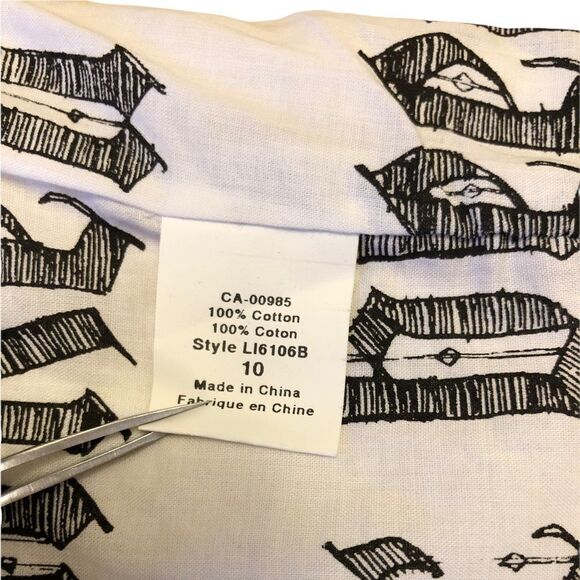 CA-00985
100% Cotton
100% Coton
Style LI6106B
10
Made in China
Fabrique en Chine